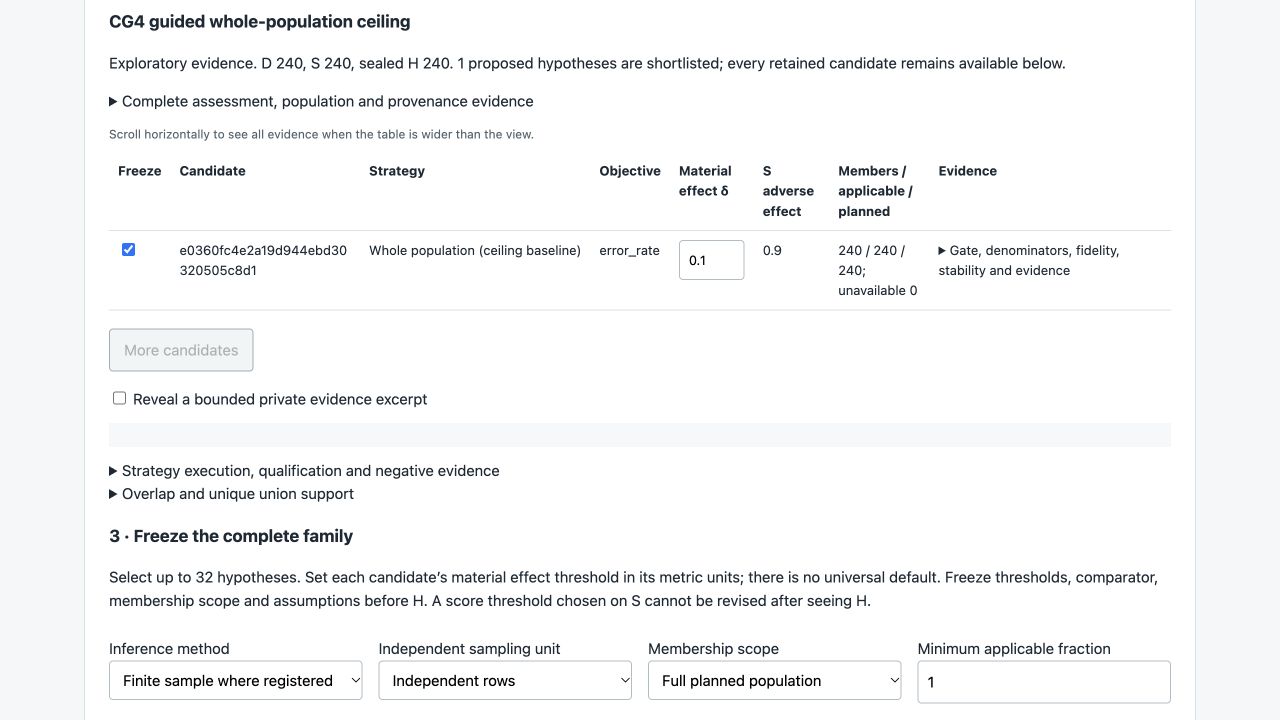 CG4 guided whole-population ceiling
Exploratory evidence. D 240, S 240, sealed H 240. 1 proposed hypotheses are shortlisted; every retained candidate remains available below.
Complete assessment, population and provenance evidence
Scroll horizontally to see all evidence when the table is wider than the view.
Freeze Candidate Strategy Objective Material effect δ S adverse effect Members / applicable / planned Evidence
e0360fc4e2a19d944ebd30320505c8d1 Whole population (ceiling baseline) error_rate 0.1 0.9 240 / 240 / 240; unavailable 0 Gate, denominators, fidelity, stability and evidence
More candidates
Reveal a bounded private evidence excerpt
Strategy execution, qualification and negative evidence
Overlap and unique union support
3 · Freeze the complete family
Select up to 32 hypotheses. Set each candidate's material effect threshold in its metric units; there is no universal default. Freeze thresholds, comparator,
membership scope and assumptions before H. A score threshold chosen on S cannot be revised after seeing H.
Inference method Independent sampling unit Membership scope Minimum applicable fraction
Finite sample where registered Independent rows Full planned population 1